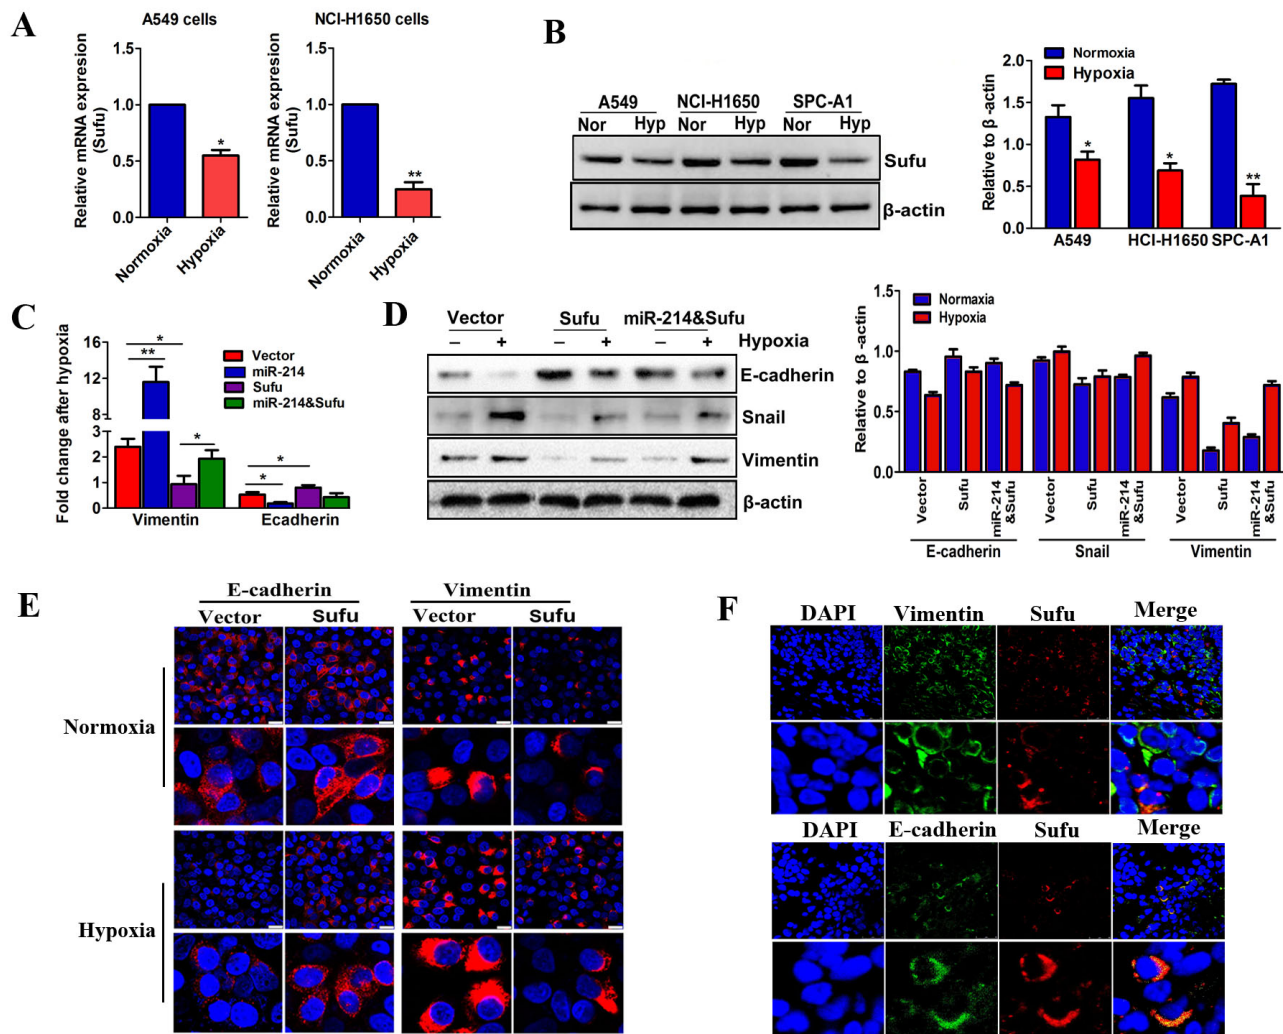 A
A549 cells
NCI-H1650 cells
Relative mRNA expresion
(Sufu)
1.5
1.0
0.5
0.0
*
Normoxia
Hypoxia
Relative mRNA expresion
(Sufu)
1.5
1.0
0.5
0.0
**
Normoxia
Hypoxia
B
A549 NCI-H1650 SPC-A1
Nor Hyp Nor Hyp Nor Hyp
Sufu
β-actin
Normoxia
Hypoxia
Relative to β -actin
2.0
1.5
1.0
0.5
0.0
* * **
A549 HCI-H1650 SPC-A1
C
Fold change after hypoxia
16
12
8
3
2
1
0
*
**
*
*
*
Vector
miR-214
Sufu
miR-214&Sufu
Vimentin Ecadherin
D
Vector Sufu miR-214&Sufu
– + – + – + Hypoxia
E-cadherin
Snail
Vimentin
β-actin
Relative to β-actin
1.5
1.0
0.5
0.0
Normaxia
Hypoxia
Vector
Sufu
miR-214
&Sufu
Vector
Sufu
miR-214
&Sufu
Vector
Sufu
miR-214
&Sufu
E-cadherin Snail Vimentin
E
E-cadherin Vimentin
Vector Sufu Vector Sufu
Normoxia
Hypoxia
F
DAPI Vimentin Sufu Merge
DAPI E-cadherin Sufu Merge